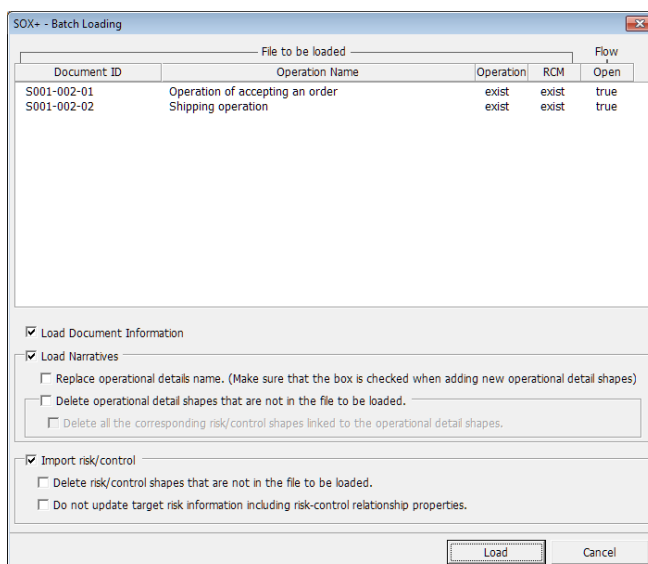 SOX+ - Batch Loading
File to be loaded Flow
Document ID Operation Name Operation RCM Open
S001-002-01 Operation of accepting an order exist exist true
S001-002-02 Shipping operation exist exist true
Load Document Information
Load Narratives
Replace operational details name. (Make sure that the box is checked when adding new operational detail shapes)
Delete operational detail shapes that are not in the file to be loaded.
Delete all the corresponding risk/control shapes linked to the operational detail shapes.
Import risk/control
Delete risk/control shapes that are not in the file to be loaded.
Do not update target risk information including risk-control relationship properties.
Load Cancel